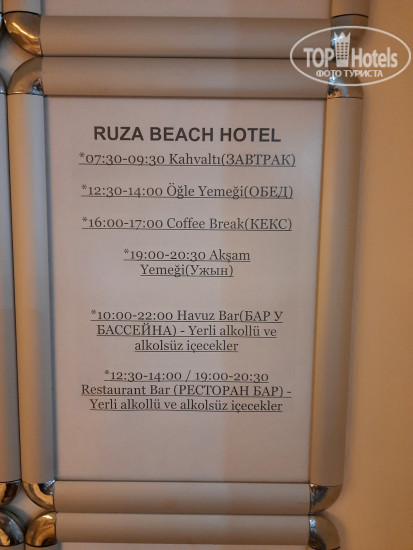 TOP Hotels
ФОТО ТУРИСТА
RUZA BEACH HOTEL
*07:30-09:30 Kahvaltı(ЗАВТРАК)
*12:30-14:00 Öğle Yemeği(ОБЕД)
*16:00-17:00 Coffee Break(КЕКС)
*19:00-20:30 Akşam
Yemeği(Ужын)
*10:00-22:00 Havuz Bar(БАР У
БАССЕЙНА) - Yerli alkollü ve
alkolsüz içecekler
*12:30-14:00 / 19:00-20:30
Restaurant Bar (РЕСТОРАН БАР) -
Yerli alkollü ve alkolsüz içecekler